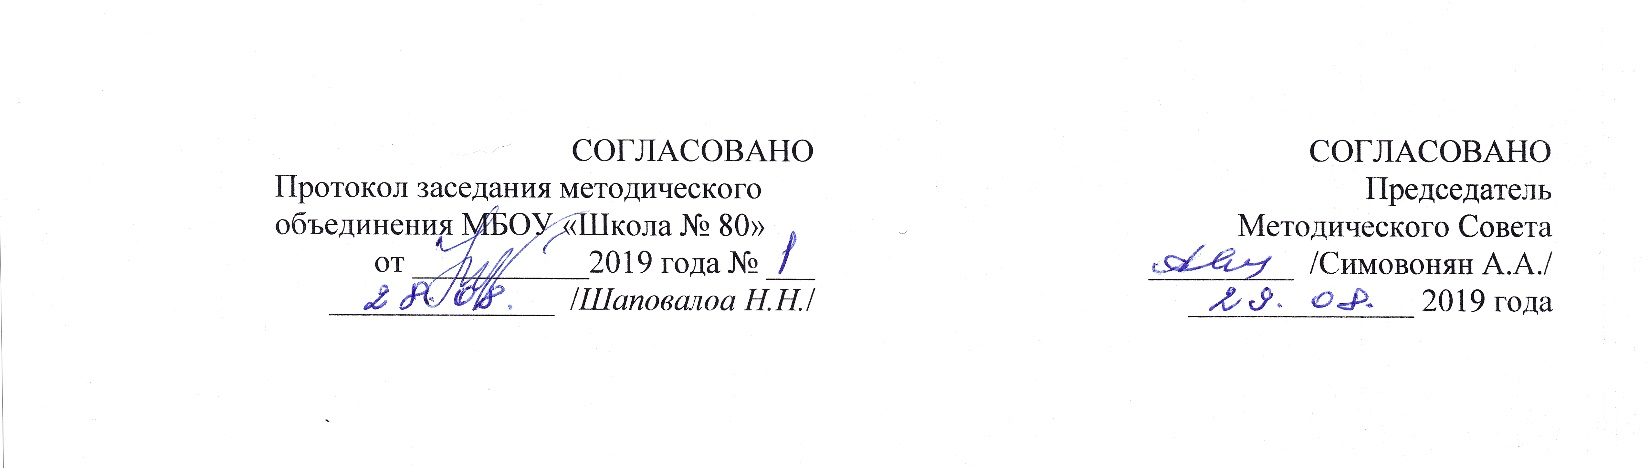 СОГЛАСОВАНО
Протокол заседания методического
объединения МБОУ «Школа № 80»
от ____________2019 года № 1
28.08. /Шаповалоа Н.Н./
СОГЛАСОВАНО
Председатель
Методического Совета
/Симовонян А.А./
29. 08. 2019 года